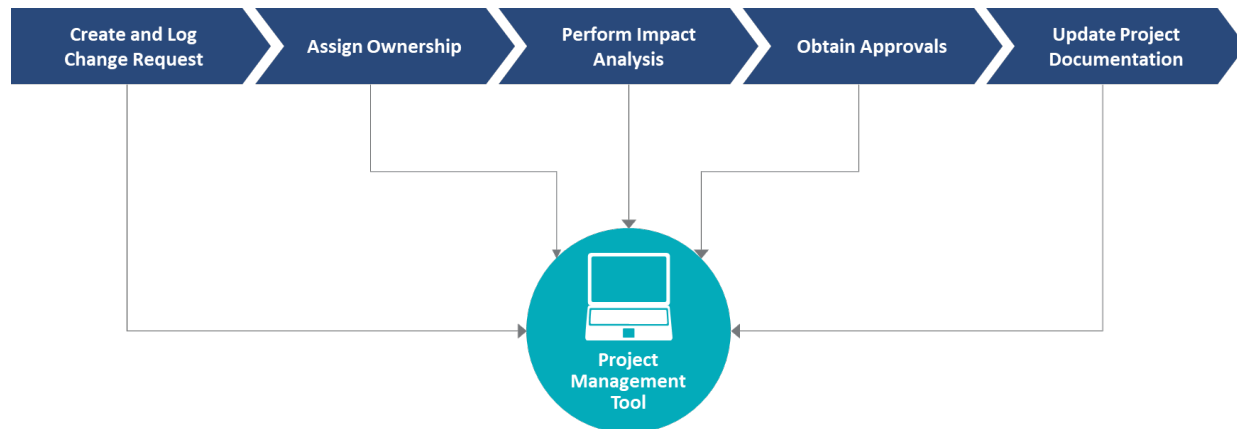 Create and Log
Change Request
Assign Ownership
Perform Impact
Analysis
Obtain Approvals
Update Project
Documentation
Project
Management
Tool